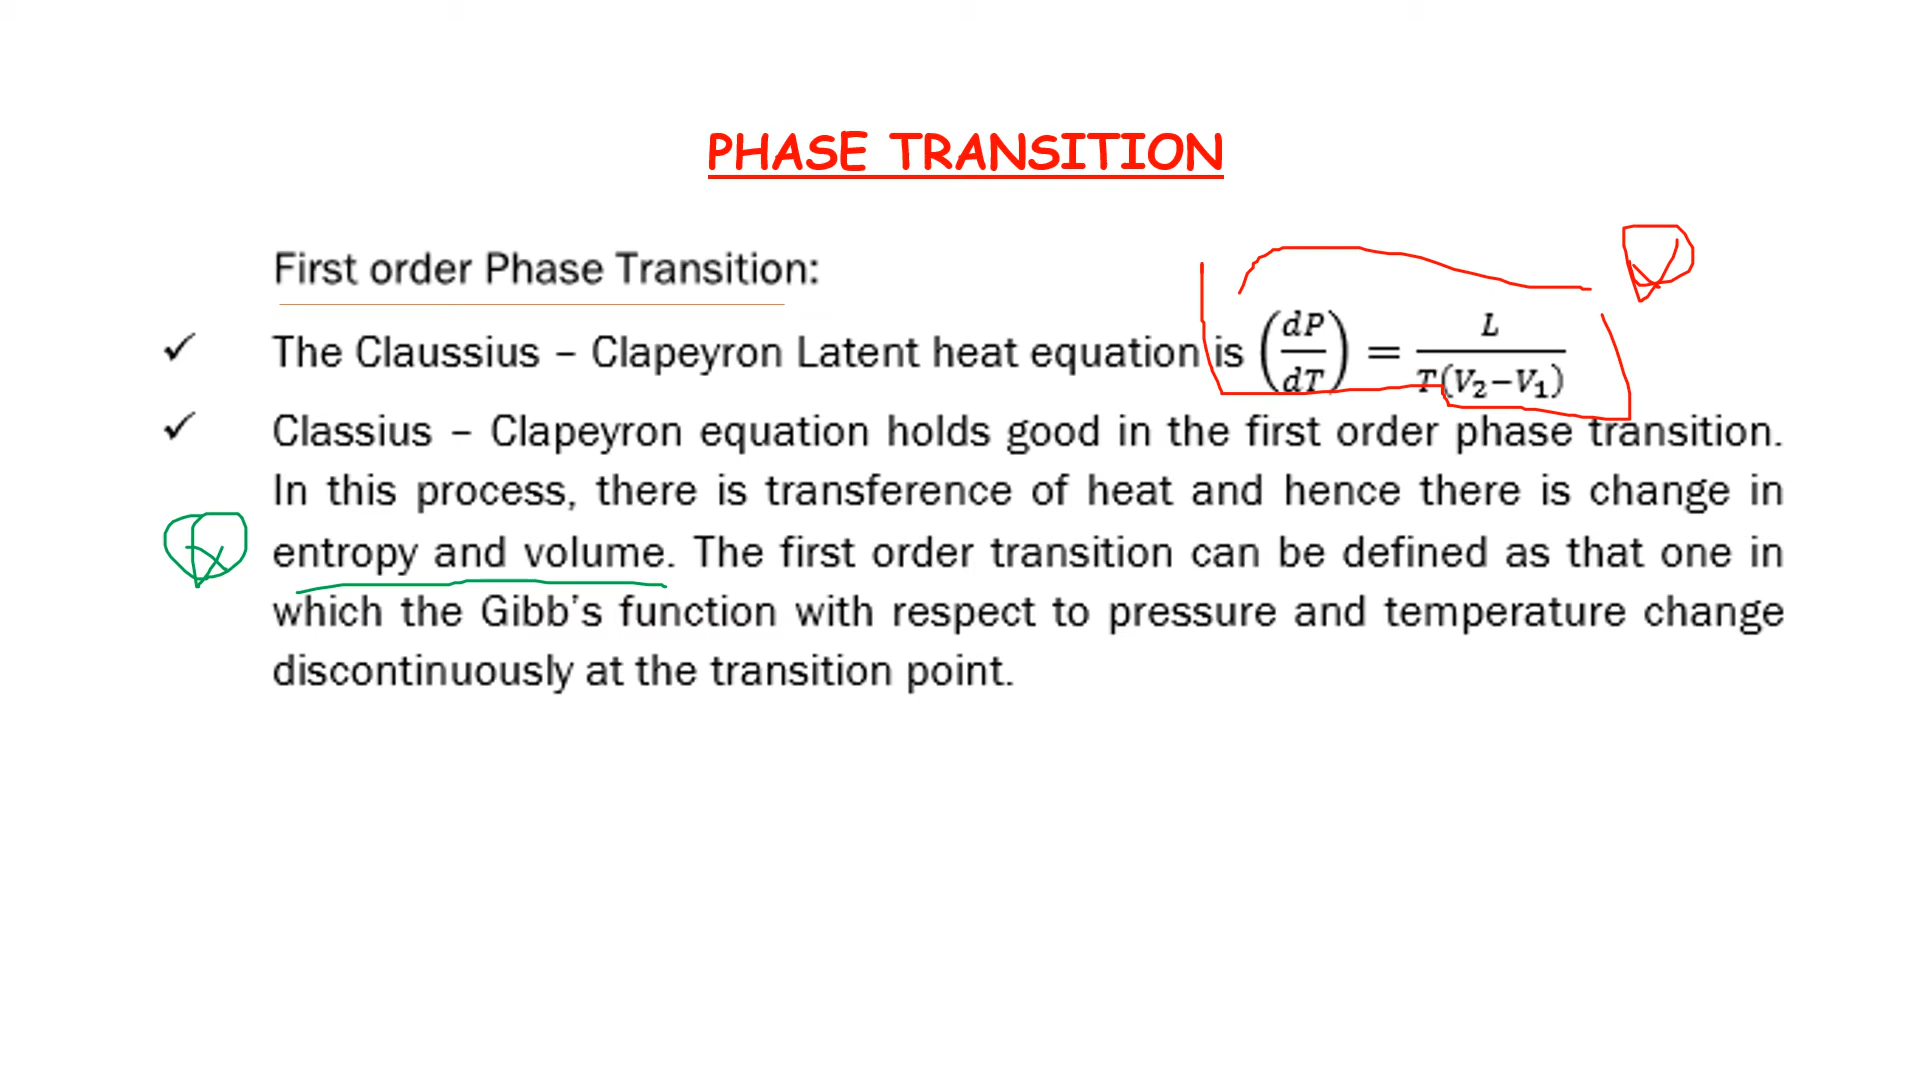 PHASE TRANSITION
First order Phase Transition:
✓ The Claussius – Clapeyron Latent heat equation is (dP/dT) = L/T(V₂−V₁)
✓ Classius – Clapeyron equation holds good in the first order phase transition.
In this process, there is transference of heat and hence there is change in
entropy and volume. The first order transition can be defined as that one in
which the Gibb's function with respect to pressure and temperature change
discontinuously at the transition point.